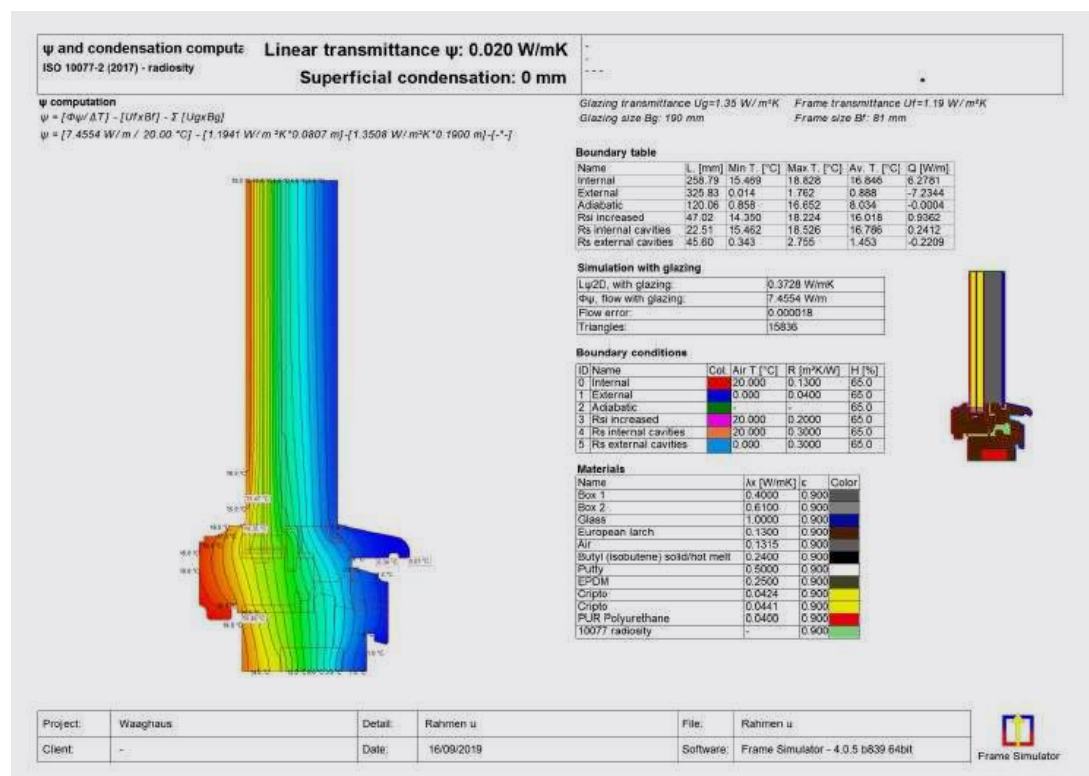 ψ and condensation computa Linear transmittance ψ: 0.020 W/mK
ISO 10077-2 (2017) - radiosity
Superficial condensation: 0 mm
-
-
- - -
ψ computation
ψ = [Φψ/ΔT] - [UfxBf] - Σ [UgxBg]
ψ = [7.4554 W/m / 20.00 °C] - [1.1941 W/m ²K*0.0807 m]-[1.3508 W/m²K*0.1900 m]-[-*-]
Glazing transmittance Ug=1.35 W/m²K Frame transmittance Uf=1.19 W/m²K
Glazing size Bg: 190 mm Frame size Bf: 81 mm
Boundary table
Name L. [mm] Min T. [°C] Max T. [°C] Av. T. [°C] Q [W/m]
Internal 258.79 15.469 18.828 16.846 6.2781
External 325.83 0.014 1.762 0.888 -7.2344
Adiabatic 120.06 0.858 16.652 8.034 -0.0004
Rsi increased 47.02 14.350 18.224 16.018 0.9362
Rs internal cavities 22.51 15.462 18.526 16.786 0.2412
Rs external cavities 45.60 0.343 2.755 1.453 -0.2209
Simulation with glazing
Lψ2D, with glazing: 0.3728 W/mK
Φψ, flow with glazing: 7.4554 W/m
Flow error: 0.000018
Triangles: 15836
Boundary conditions
ID Name Col. Air T.[°C] R [m²K/W] H [%]
0 Internal 20.000 0.1300 65.0
1 External 0.000 0.0400 65.0
2 Adiabatic - - 65.0
3 Rsi increased 20.000 0.2000 65.0
4 Rs internal cavities 20.000 0.3000 65.0
5 Rs external cavities 0.000 0.3000 65.0
Materials
Name λx [W/mK] ε Color
Box 1 0.4000 0.900
Box 2 0.6100 0.900
Glass 1.0000 0.900
European larch 0.1300 0.900
Air 0.1315 0.900
Butyl (isobutene) solid/hot melt 0.2400 0.900
Putty 0.5000 0.900
EPDM 0.2500 0.900
Cripto 0.0424 0.900
Cripto 0.0441 0.900
PUR Polyurethane 0.0400 0.900
10077 radiosity - 0.900
Project: Waaghaus Detail: Rahmen u File: Rahmen u
Client: - Date: 16/09/2019 Software: Frame Simulator - 4.0.5 b839 64bit
Frame Simulator